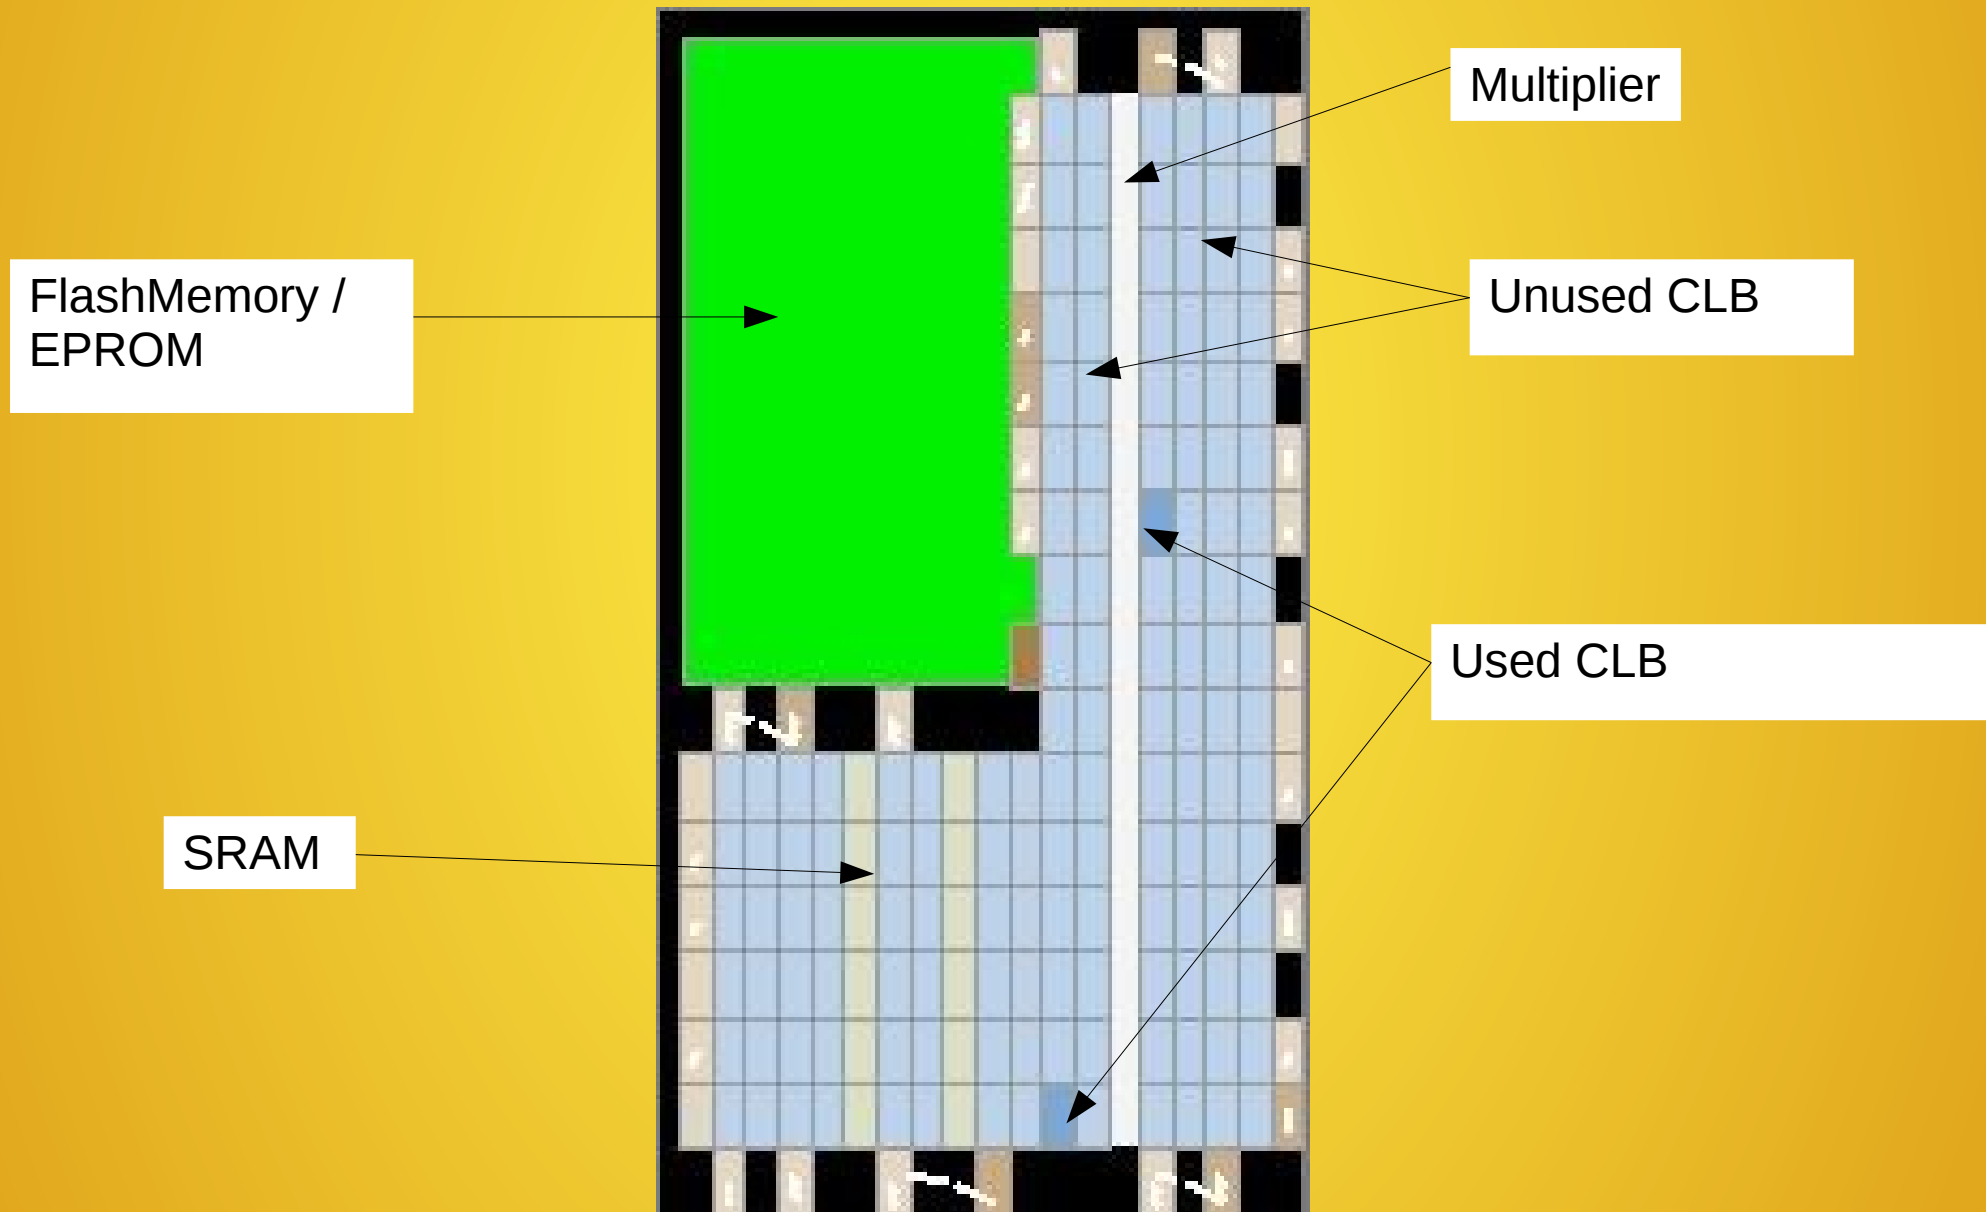 Multiplier
FlashMemory /
EPROM
Unused CLB
Used CLB
SRAM